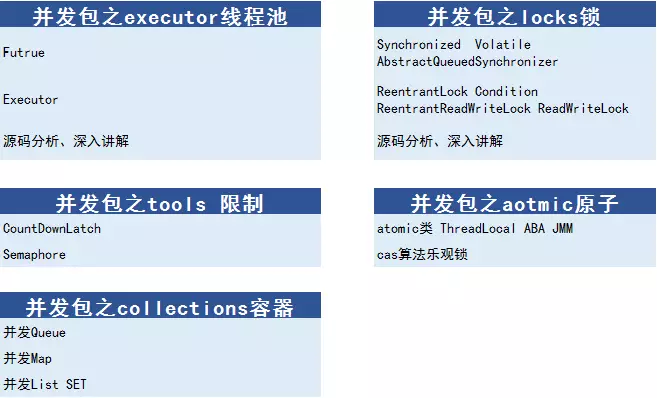 并发包之executor线程池
Futrue
Executor
源码分析、深入讲解
并发包之locks锁
Synchronized Volatile
AbstractQueuedSynchronizer
ReentrantLock Condition
ReentrantReadWriteLock ReadWriteLock
源码分析、深入讲解
并发包之tools 限制
CountDownLatch
Semaphore
并发包之aotmic原子
atomic类 ThreadLocal ABA JMM
cas算法乐观锁
并发包之collections容器
并发Queue
并发Map
并发List SET